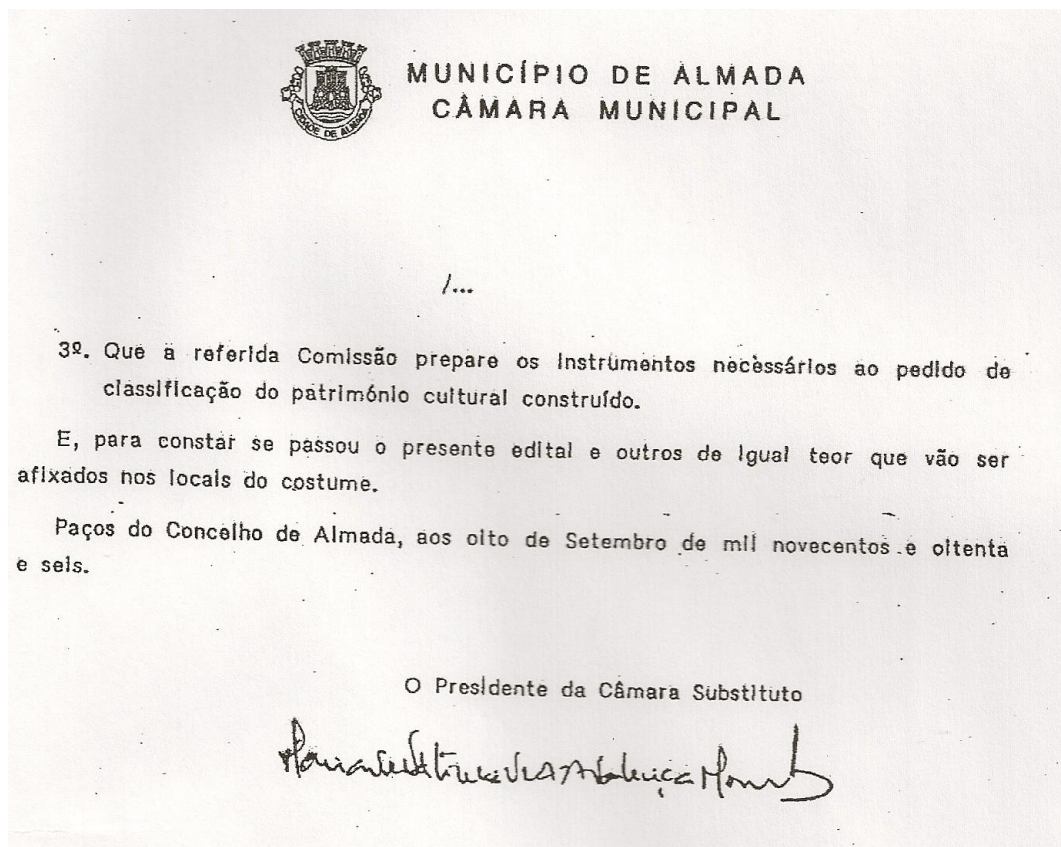 MUNICÍPIO DE ALMADA
CÂMARA MUNICIPAL
CIDADE DE ALMADA
/...
3º. Que a referida Comissão prepare os instrumentos necessários ao pedido de
classificação do património cultural construído.
E, para constar se passou o presente edital e outros de igual teor que vão ser
afixados nos locais do costume.
Paços do Concelho de Almada, aos oito de Setembro de mil novecentos e oitenta
e seis.
O Presidente da Câmara Substituto